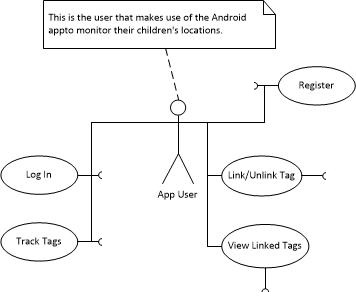 This is the user that makes use of the Android
appto monitor their children's locations.
Register
Log In
Link/Unlink Tag
App User
Track Tags
View Linked Tags